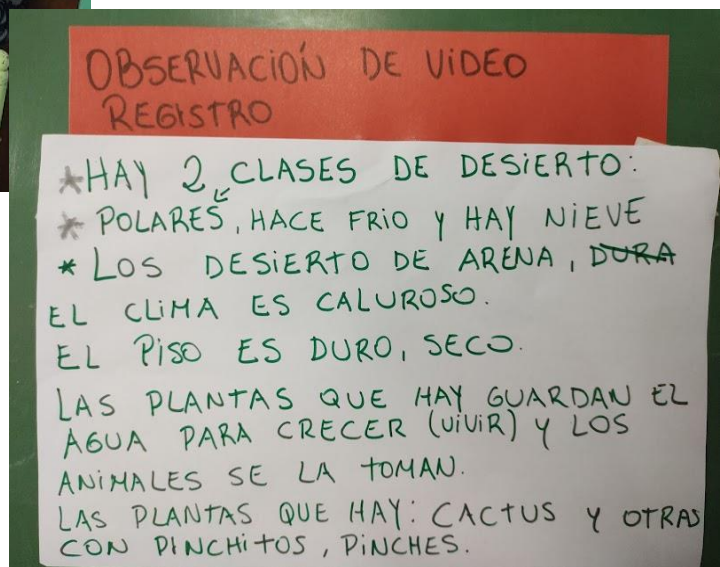 OBSERVACIÓN DE VIDEO
REGISTRO
*HAY 2 CLASES DE DESIERTO:
* POLARES, HACE FRIO Y HAY NIEVE
* LOS DESIERTO DE ARENA, DURA
EL CLIMA ES CALUROSO.
EL PISO ES DURO, SECO.
LAS PLANTAS QUE HAY GUARDAN EL
AGUA PARA CRECER (VIVIR) Y LOS
ANIMALES SE LA TOMAN.
LAS PLANTAS QUE HAY: CACTUS Y OTRAS
CON PINCHITOS, PINCHES.